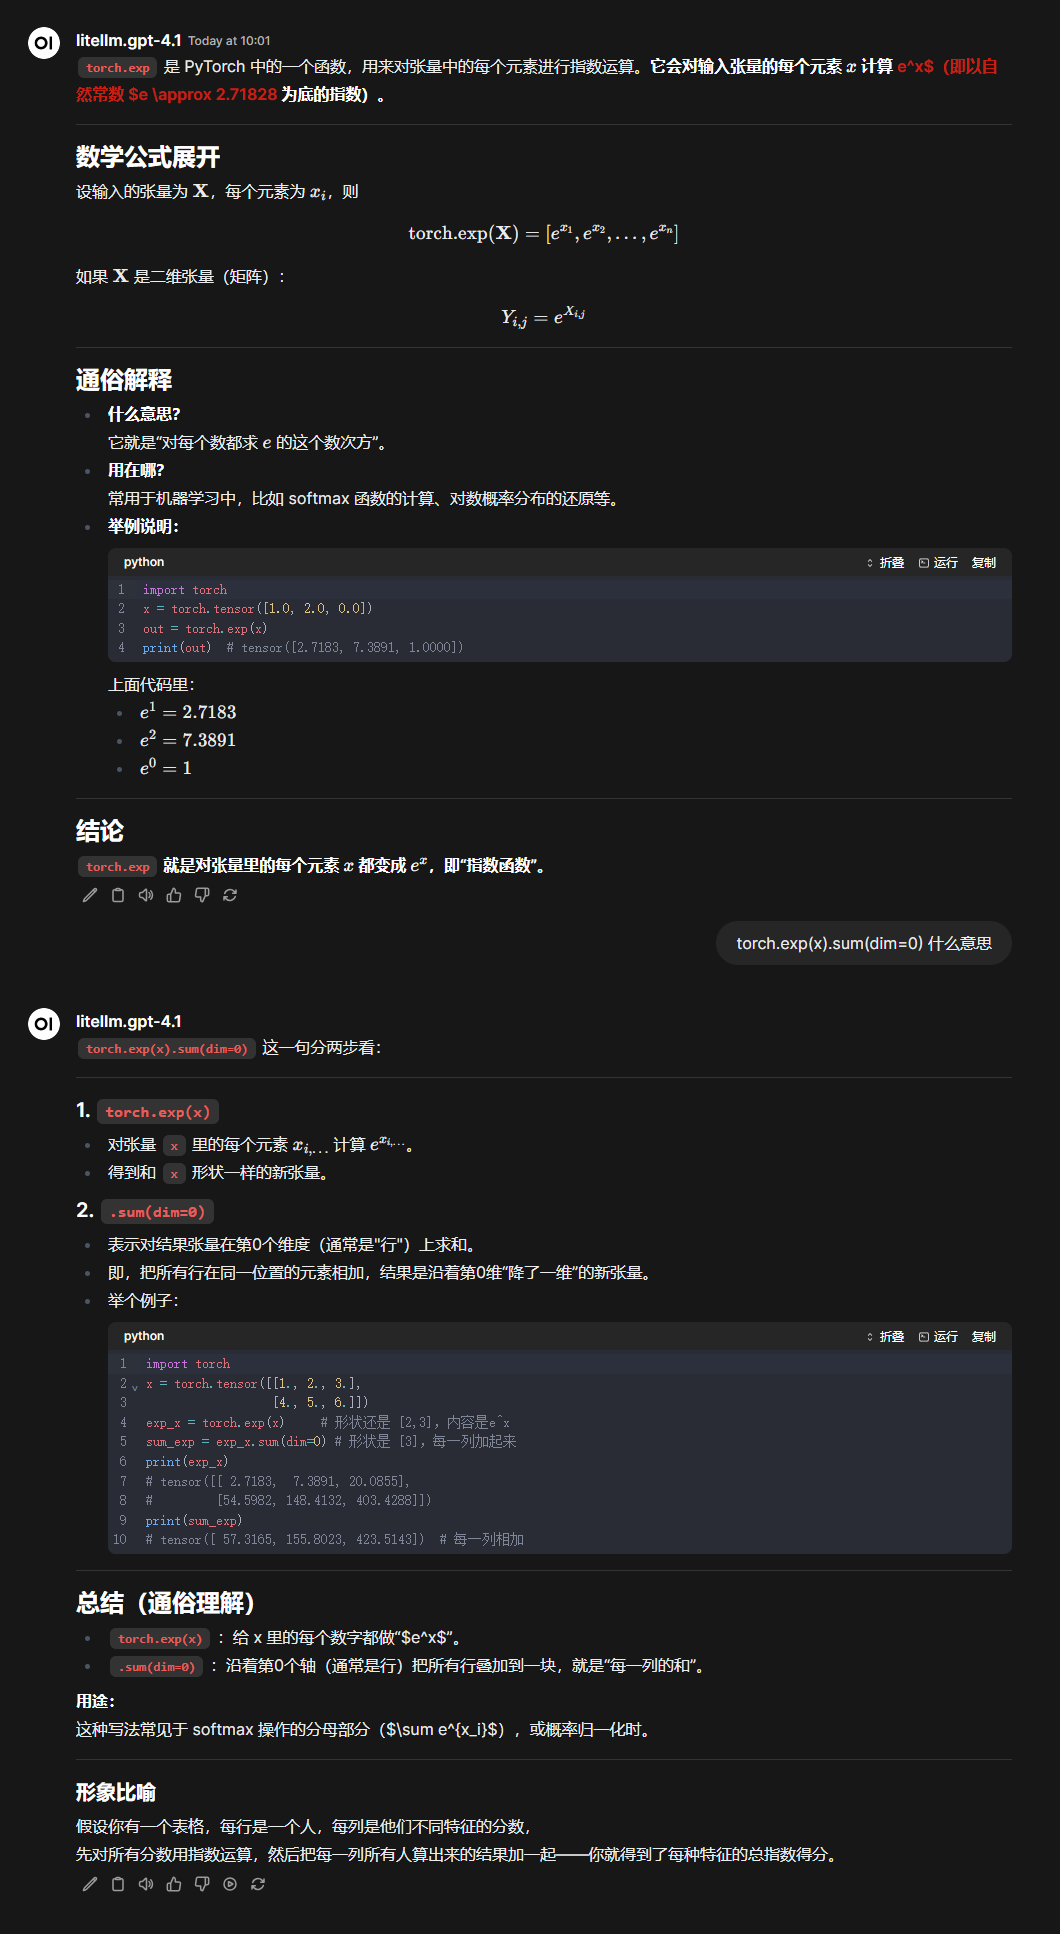 OI litellm.gpt-4.1 Today at 10:01
torch.exp 是 PyTorch 中的一个函数，用来对张量中的每个元素进行指数运算。它会对输入张量的每个元素 x 计算 e^x$（即以自
然常数 $e \approx 2.71828 为底的指数）。
数学公式展开
设输入的张量为 X，每个元素为 x_i，则
torch.exp(X) = [e^{x_1}, e^{x_2}, ..., e^{x_n}]
如果 X 是二维张量（矩阵）：
Y_{i,j} = e^{X_{i,j}}
通俗解释
• 什么意思？
它就是“对每个数都求 e 的这个数次方”。
• 用在哪？
常用于机器学习中，比如 softmax 函数的计算、对数概率分布的还原等。
• 举例说明：
python 折叠 运行 复制
1 import torch
2 x = torch.tensor([1.0, 2.0, 0.0])
3 out = torch.exp(x)
4 print(out)  # tensor([2.7183, 7.3891, 1.0000])
上面代码里：
• e^1 = 2.7183
• e^2 = 7.3891
• e^0 = 1
结论
torch.exp 就是对张量里的每个元素 x 都变成 e^x，即“指数函数”。
torch.exp(x).sum(dim=0) 什么意思
OI litellm.gpt-4.1
torch.exp(x).sum(dim=0) 这一句分两步看：
1. torch.exp(x)
• 对张量 x 里的每个元素 x_{i,...} 计算 e^{x_{i,...}}。
• 得到和 x 形状一样的新张量。
2. .sum(dim=0)
• 表示对结果张量在第0个维度（通常是"行"）上求和。
• 即，把所有行在同一位置的元素相加，结果是沿着第0维“降了一维”的新张量。
• 举个例子：
python 折叠 运行 复制
1 import torch
2 x = torch.tensor([[1., 2., 3.],
3                   [4., 5., 6.]])
4 exp_x = torch.exp(x)     # 形状还是 [2,3]，内容是e^x
5 sum_exp = exp_x.sum(dim=0) # 形状是 [3]，每一列加起来
6 print(exp_x)
7 # tensor([[ 2.7183,  7.3891, 20.0855],
8 #         [54.5982, 148.4132, 403.4288]])
9 print(sum_exp)
10 # tensor([ 57.3165, 155.8023, 423.5143])  # 每一列相加
总结（通俗理解）
• torch.exp(x) ：给 x 里的每个数字都做“$e^x$”。
• .sum(dim=0) ：沿着第0个轴（通常是行）把所有行叠加到一块，就是“每一列的和”。
用途：
这种写法常见于 softmax 操作的分母部分（$\sum e^{x_i}$），或概率归一化时。
形象比喻
假设你有一个表格，每行是一个人，每列是他们不同特征的分数，
先对所有分数用指数运算，然后把每一列所有人算出来的结果加一起——你就得到了每种特征的总指数得分。